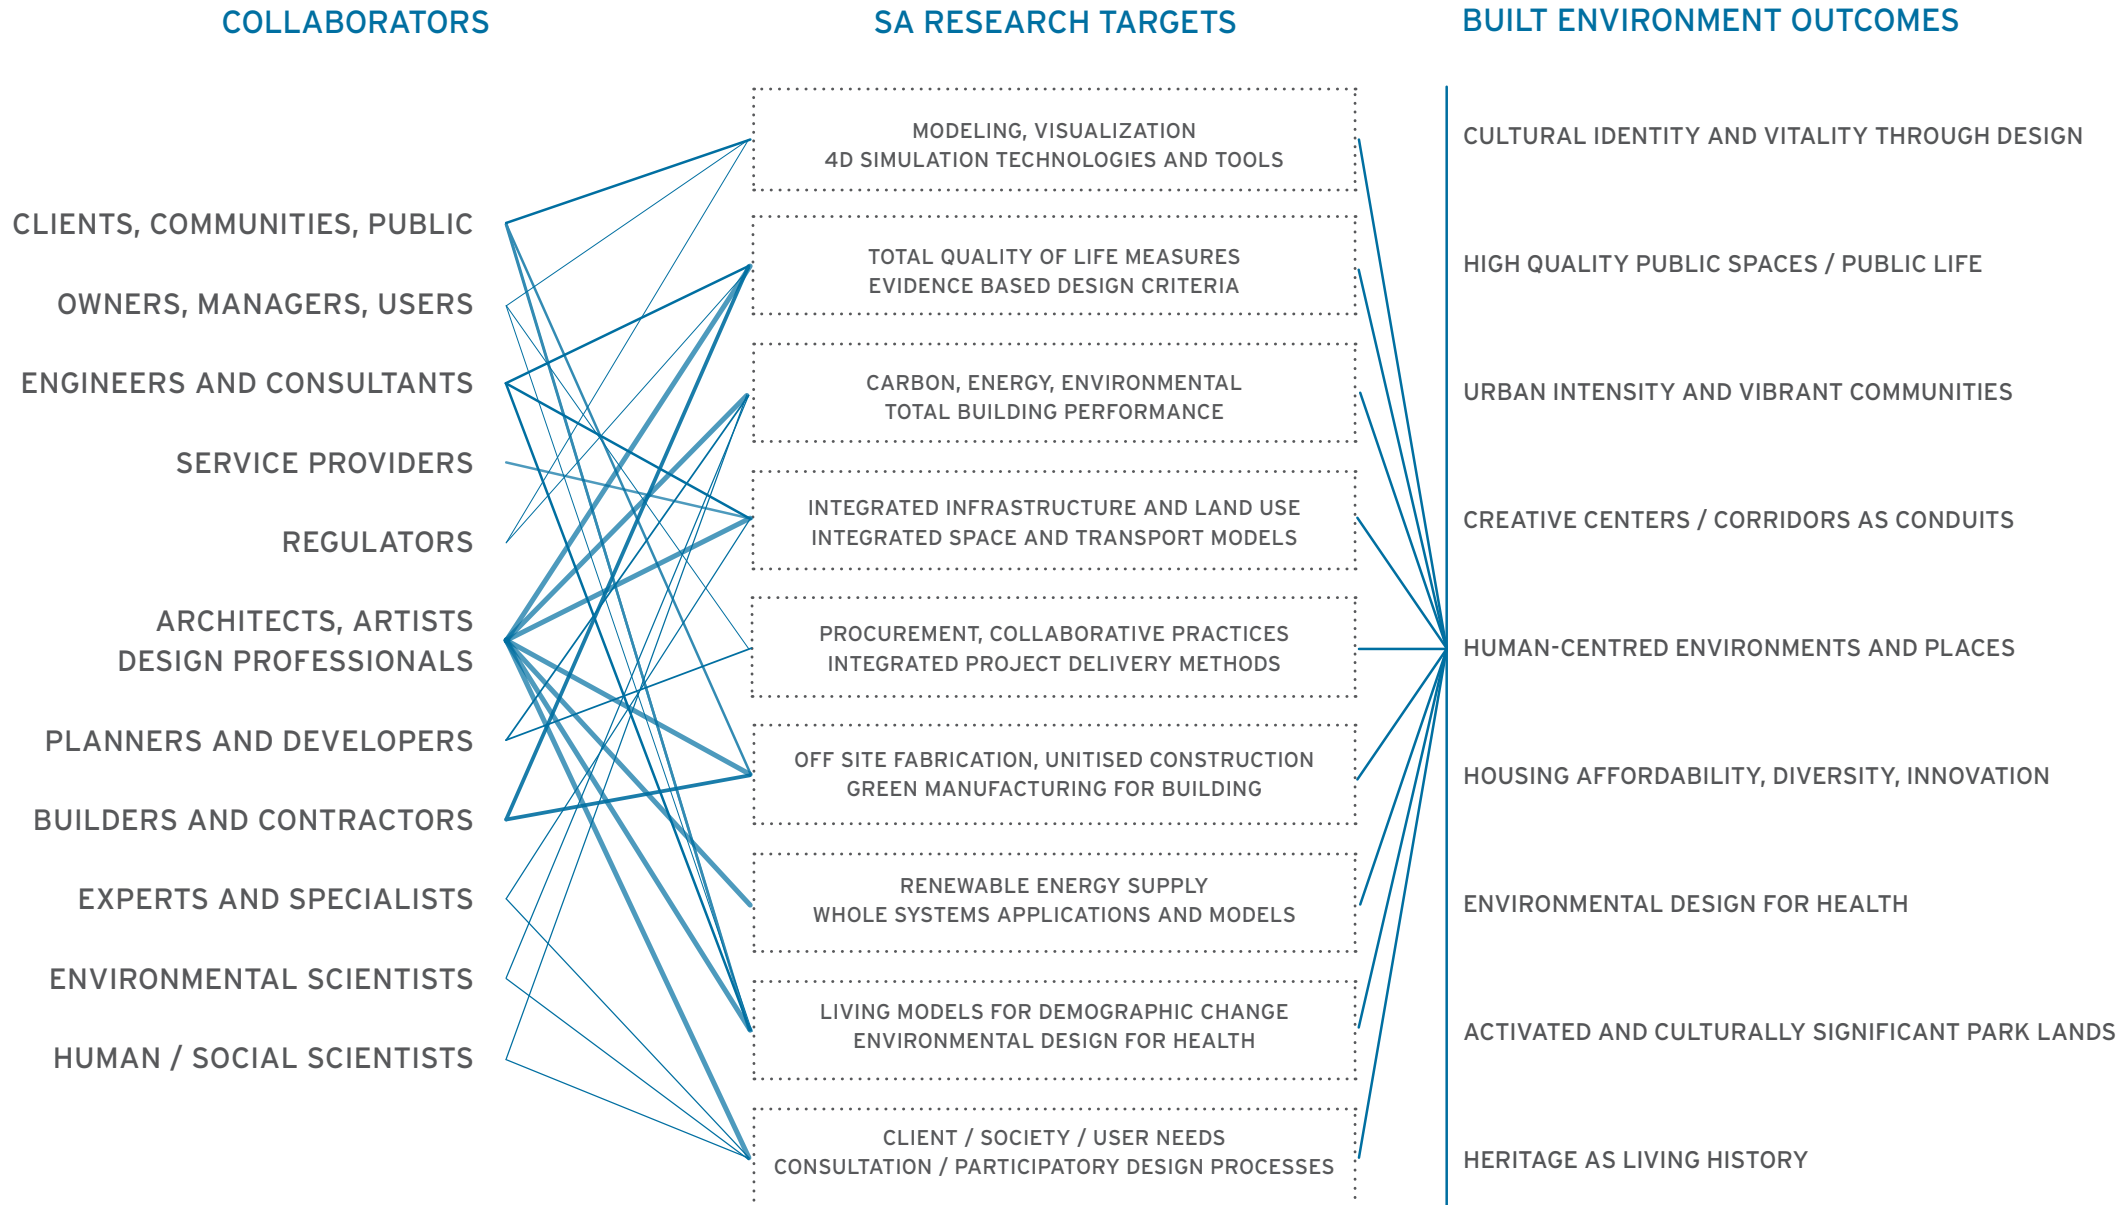 COLLABORATORS
CLIENTS, COMMUNITIES, PUBLIC
OWNERS, MANAGERS, USERS
ENGINEERS AND CONSULTANTS
SERVICE PROVIDERS
REGULATORS
ARCHITECTS, ARTISTS
DESIGN PROFESSIONALS
PLANNERS AND DEVELOPERS
BUILDERS AND CONTRACTORS
EXPERTS AND SPECIALISTS
ENVIRONMENTAL SCIENTISTS
HUMAN / SOCIAL SCIENTISTS
SA RESEARCH TARGETS
MODELING, VISUALIZATION
4D SIMULATION TECHNOLOGIES AND TOOLS
TOTAL QUALITY OF LIFE MEASURES
EVIDENCE BASED DESIGN CRITERIA
CARBON, ENERGY, ENVIRONMENTAL
TOTAL BUILDING PERFORMANCE
INTEGRATED INFRASTRUCTURE AND LAND USE
INTEGRATED SPACE AND TRANSPORT MODELS
PROCUREMENT, COLLABORATIVE PRACTICES
INTEGRATED PROJECT DELIVERY METHODS
OFF SITE FABRICATION, UNITISED CONSTRUCTION
GREEN MANUFACTURING FOR BUILDING
RENEWABLE ENERGY SUPPLY
WHOLE SYSTEMS APPLICATIONS AND MODELS
LIVING MODELS FOR DEMOGRAPHIC CHANGE
ENVIRONMENTAL DESIGN FOR HEALTH
CLIENT / SOCIETY / USER NEEDS
CONSULTATION / PARTICIPATORY DESIGN PROCESSES
BUILT ENVIRONMENT OUTCOMES
CULTURAL IDENTITY AND VITALITY THROUGH DESIGN
HIGH QUALITY PUBLIC SPACES / PUBLIC LIFE
URBAN INTENSITY AND VIBRANT COMMUNITIES
CREATIVE CENTERS / CORRIDORS AS CONDUITS
HUMAN-CENTRED ENVIRONMENTS AND PLACES
HOUSING AFFORDABILITY, DIVERSITY, INNOVATION
ENVIRONMENTAL DESIGN FOR HEALTH
ACTIVATED AND CULTURALLY SIGNIFICANT PARK LANDS
HERITAGE AS LIVING HISTORY